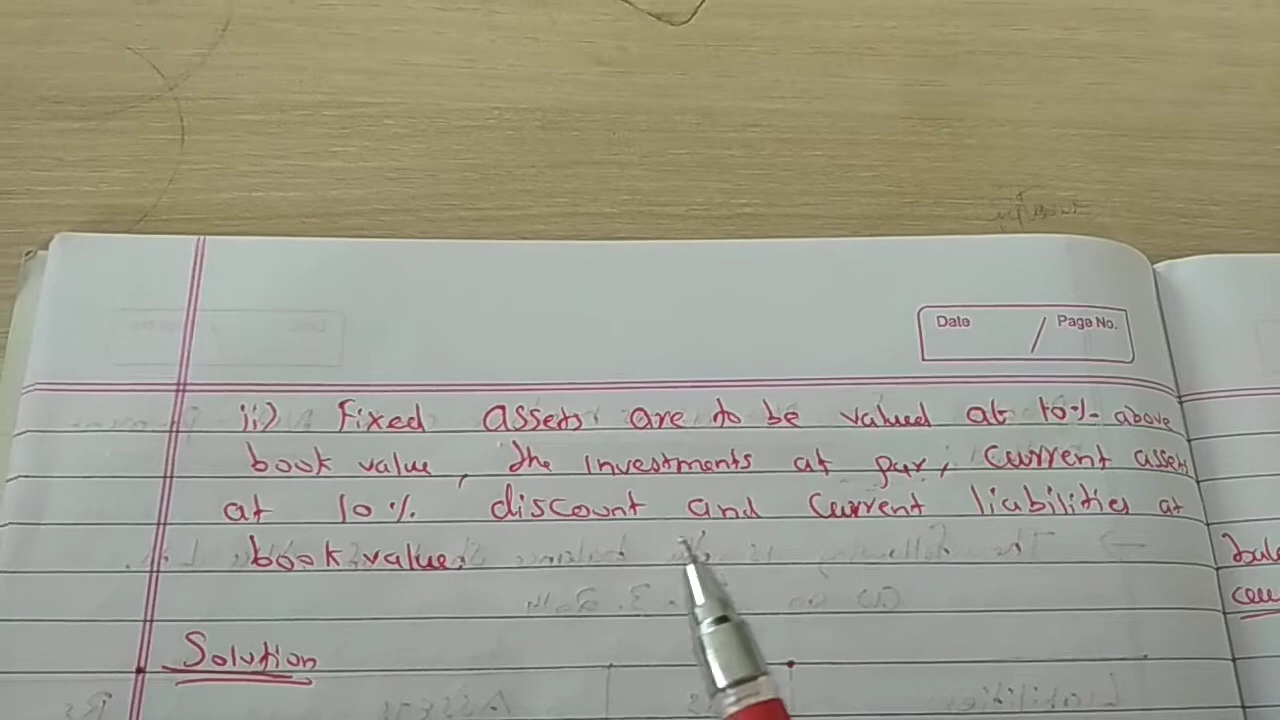 Date / Page No.
ii) Fixed assets are to be valued at 10% above
book value, the investments at par, current assets
at 10% discount and current liabilities at
book value.
Solution